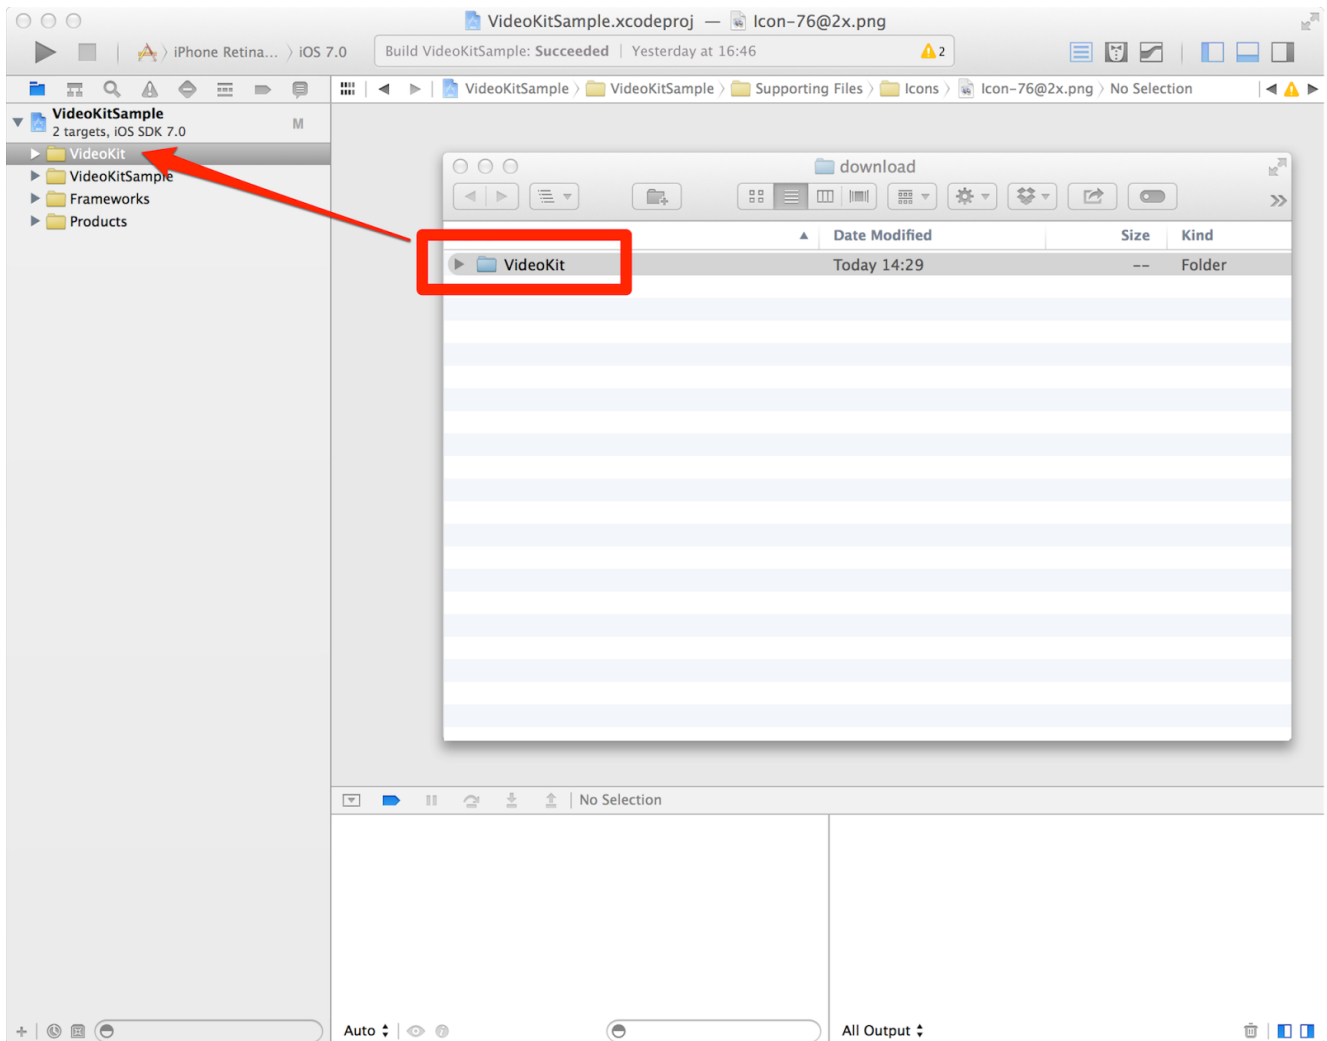 VideoKitSample.xcodeproj — Icon-76@2x.png
iPhone Retina... › iOS 7.0
Build VideoKitSample: Succeeded | Yesterday at 16:46
2
VideoKitSample › VideoKitSample › Supporting Files › Icons › Icon-76@2x.png › No Selection
VideoKitSample
2 targets, iOS SDK 7.0
M
VideoKit
VideoKitSample
Frameworks
Products
download
Date Modified Size Kind
VideoKit Today 14:29 -- Folder
No Selection
Auto
All Output